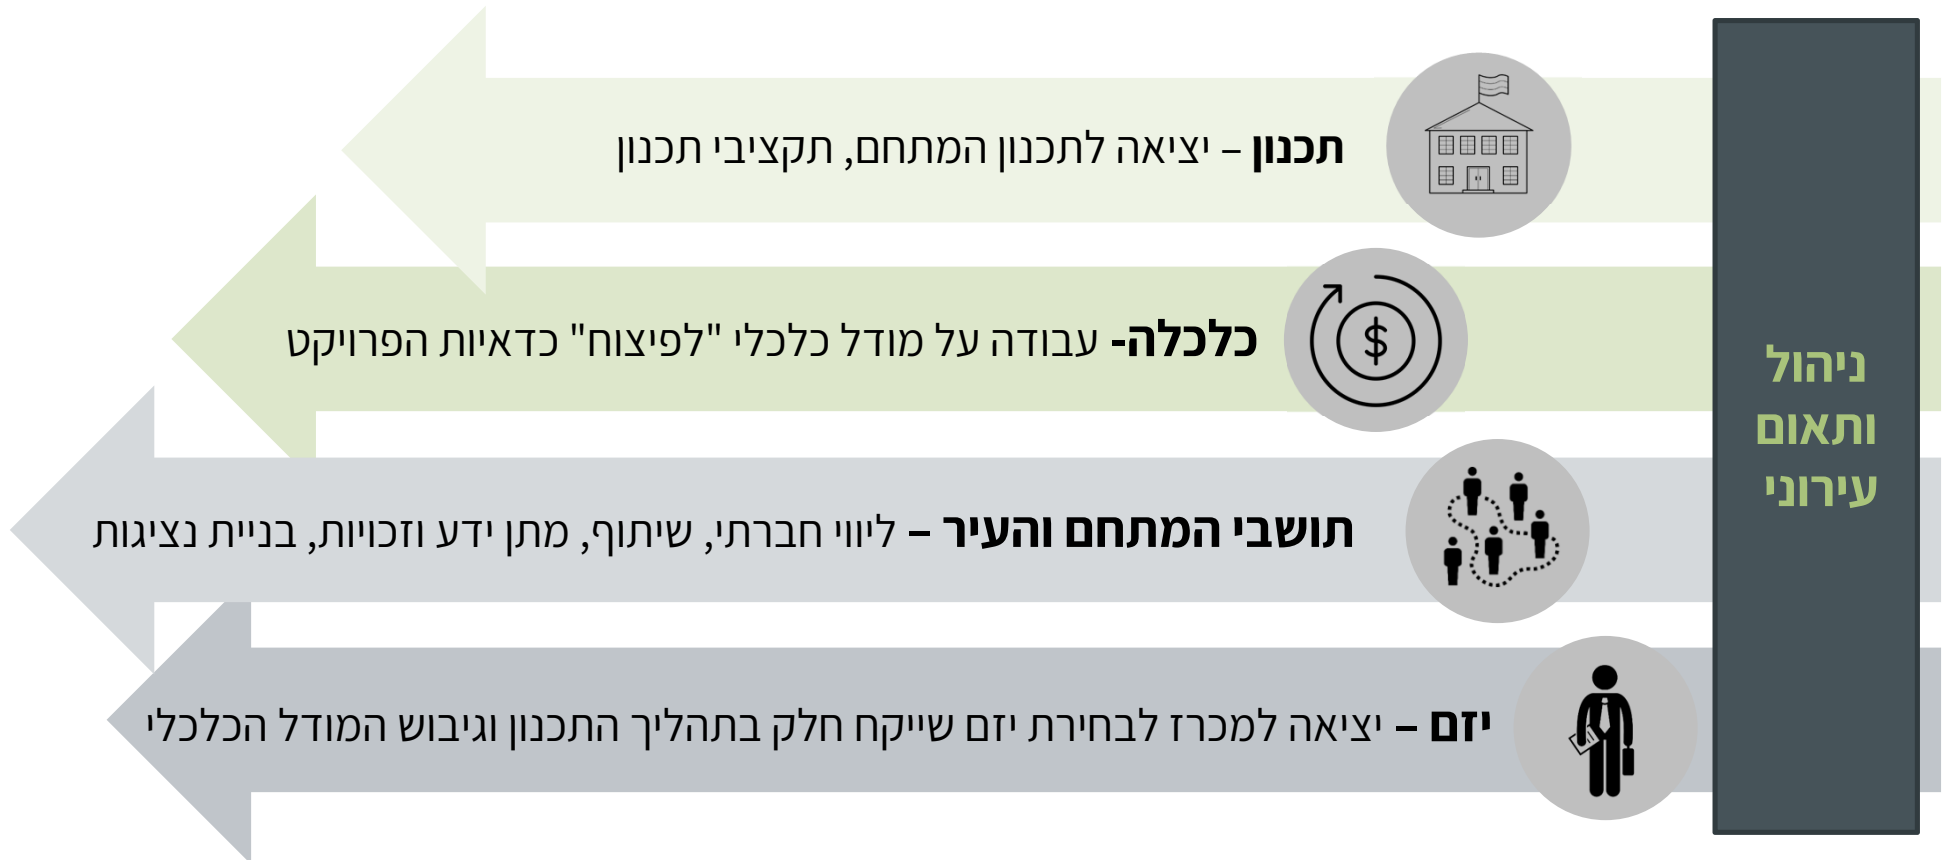 ניהול
ותאום
עירוני
תכנון – יציאה לתכנון המתחם, תקציבי תכנון
כלכלה- עבודה על מודל כלכלי "לפיצוח" כדאיות הפרויקט
תושבי המתחם והעיר – ליווי חברתי, שיתוף, מתן ידע וזכויות, בניית נציגות
יזם – יציאה למכרז לבחירת יזם שייקח חלק בתהליך התכנון וגיבוש המודל הכלכלי